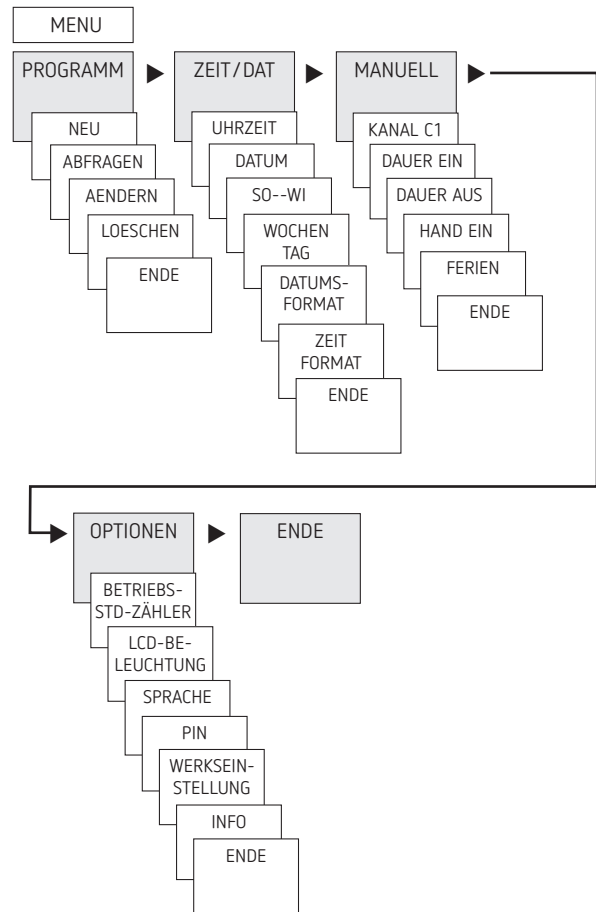 MENU
PROGRAMM
NEU
ABFRAGEN
AENDERN
LOESCHEN
ENDE
ZEIT/DAT
UHRZEIT
DATUM
SO--WI
WOCHEN
TAG
DATUMS-
FORMAT
ZEIT
FORMAT
ENDE
MANUELL
KANAL C1
DAUER EIN
DAUER AUS
HAND EIN
FERIEN
ENDE
OPTIONEN
BETRIEBS-
STD-ZÄHLER
LCD-BE-
LEUCHTUNG
SPRACHE
PIN
WERKSEIN-
STELLUNG
INFO
ENDE
ENDE